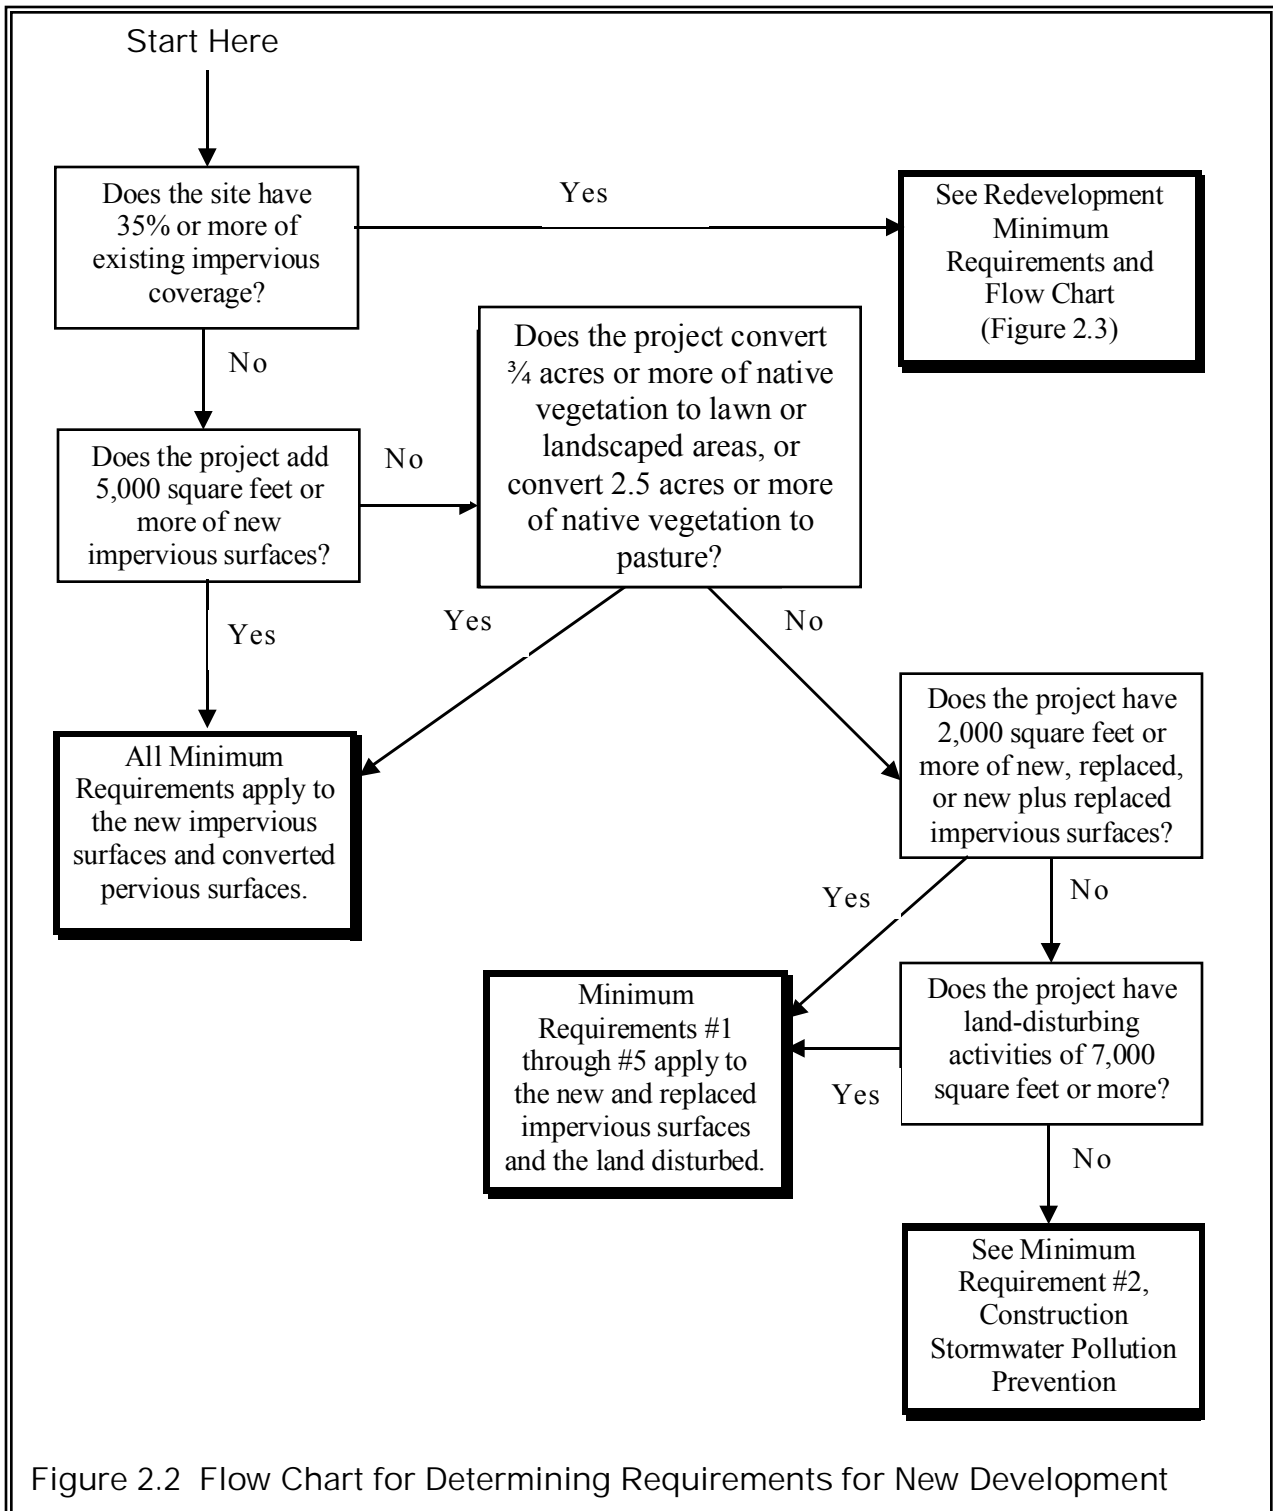 Start Here
Does the site have
35% or more of
existing impervious
coverage?
Yes
See Redevelopment
Minimum
Requirements and
Flow Chart
(Figure 2.3)
No
Does the project add
5,000 square feet or
more of new
impervious surfaces?
No
Does the project convert
¾ acres or more of native
vegetation to lawn or
landscaped areas, or
convert 2.5 acres or more
of native vegetation to
pasture?
Yes
Yes
No
All Minimum
Requirements apply to
the new impervious
surfaces and converted
pervious surfaces.
Does the project have
2,000 square feet or
more of new, replaced,
or new plus replaced
impervious surfaces?
Yes
No
Minimum
Requirements #1
through #5 apply to
the new and replaced
impervious surfaces
and the land disturbed.
Yes
Does the project have
land-disturbing
activities of 7,000
square feet or more?
No
See Minimum
Requirement #2,
Construction
Stormwater Pollution
Prevention
Figure 2.2 Flow Chart for Determining Requirements for New Development